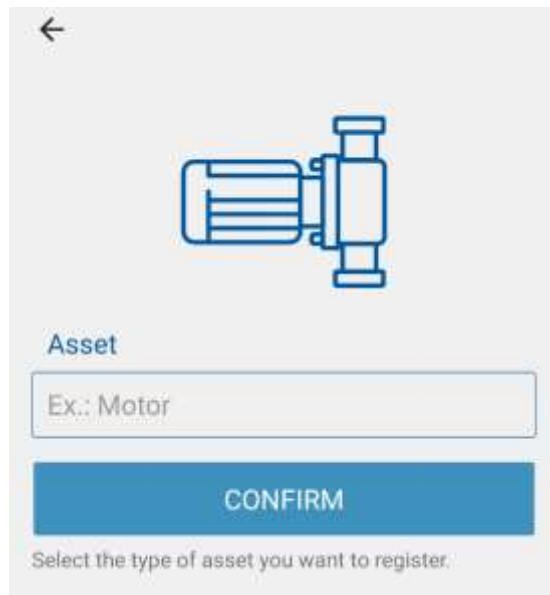 Asset
Ex.: Motor
CONFIRM
Select the type of asset you want to register.